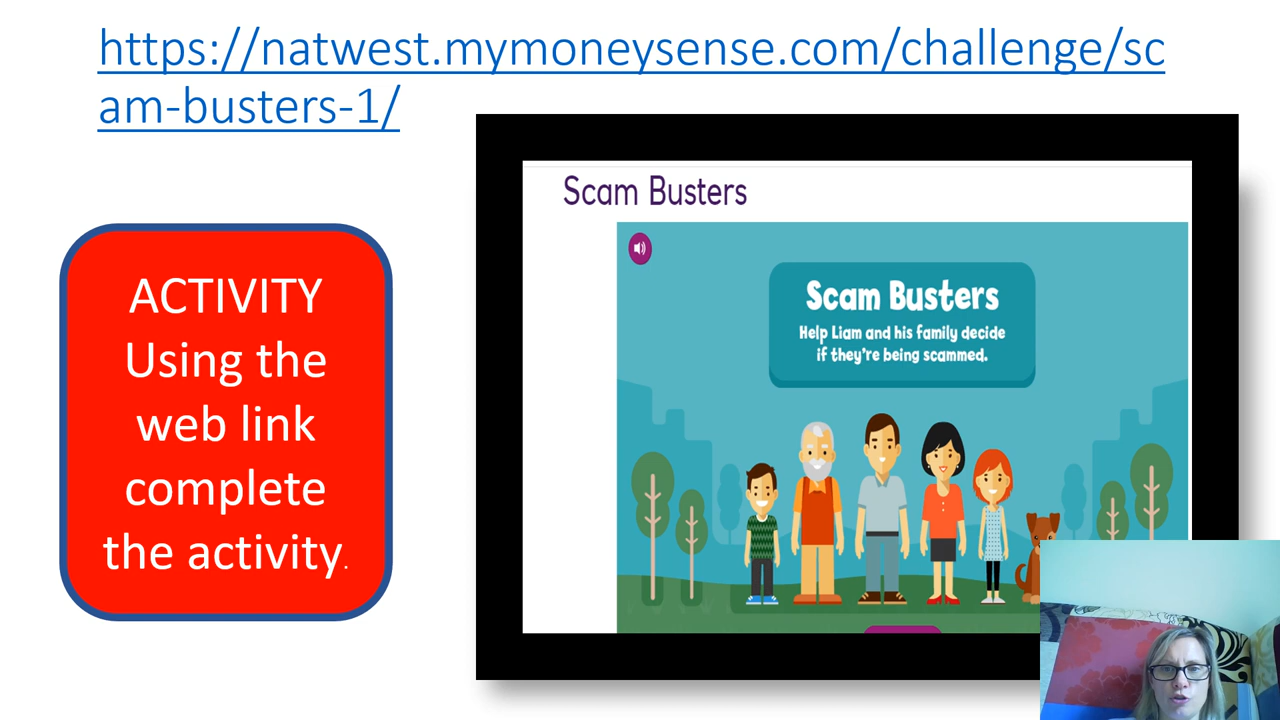 https://natwest.mymoneysense.com/challenge/sc
am-busters-1/
Scam Busters
Scam Busters
Help Liam and his family decide
if they're being scammed.
ACTIVITY
Using the
web link
complete
the activity.